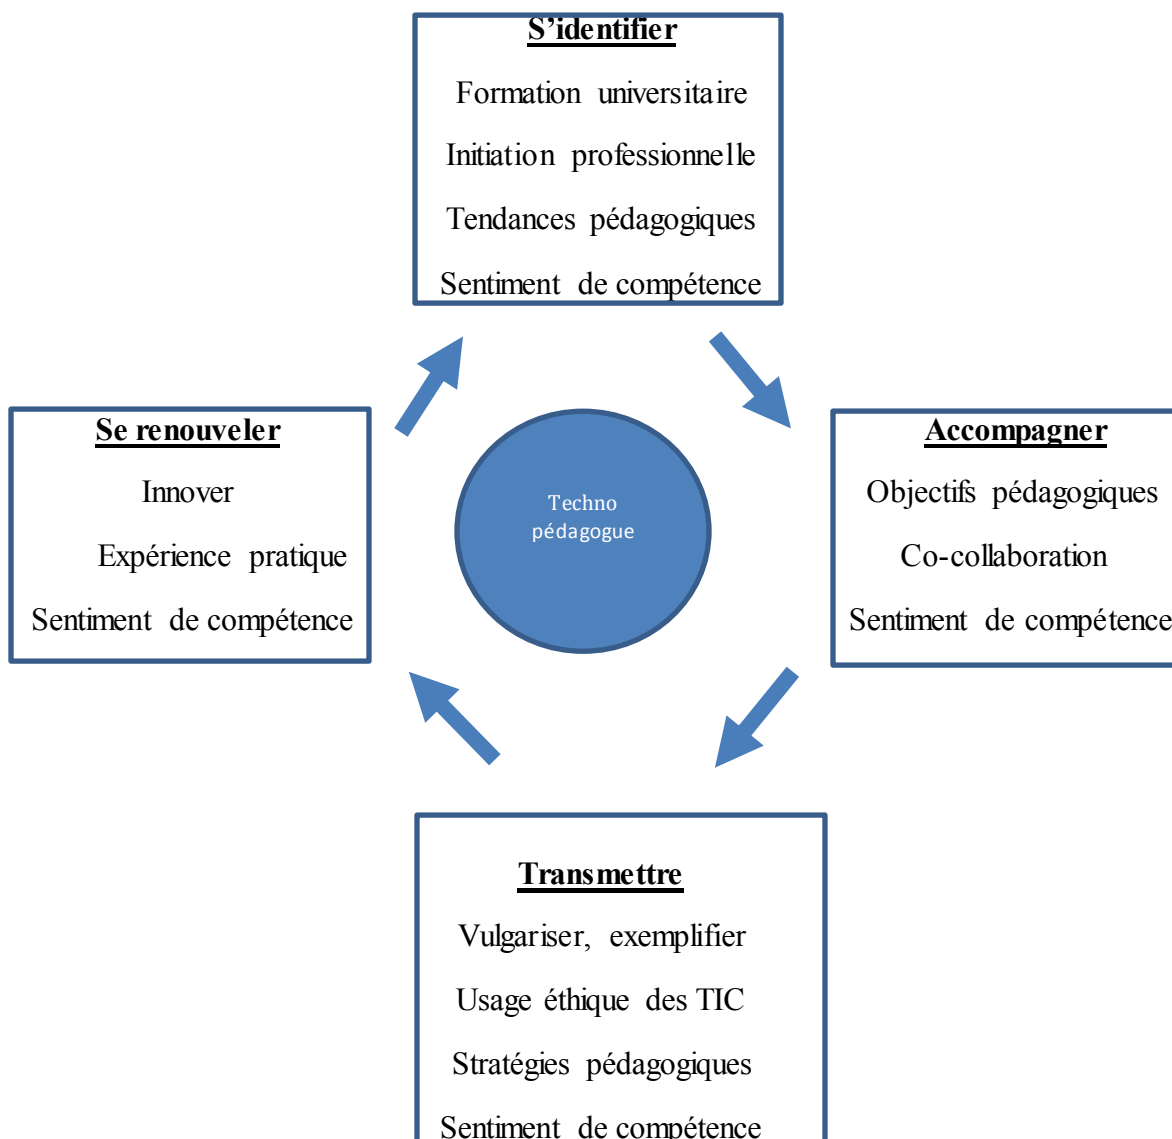 S’identifier
Formation universitaire
Initiation professionnelle
Tendances pédagogiques
Sentiment de compétence
Se renouveler
Innover
Expérience pratique
Sentiment de compétence
Techno
pédagogue
Accompagner
Objectifs pédagogiques
Co-collaboration
Sentiment de compétence
Transmettre
Vulgariser, exemplifier
Usage éthique des TIC
Stratégies pédagogiques
Sentiment de compétence